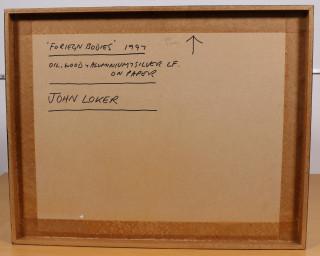 'FORIEGN BODIES' 1997
OIL, WOOD + ALUMINIUM + SILVER LF.
ON PAPER
JOHN LOKER